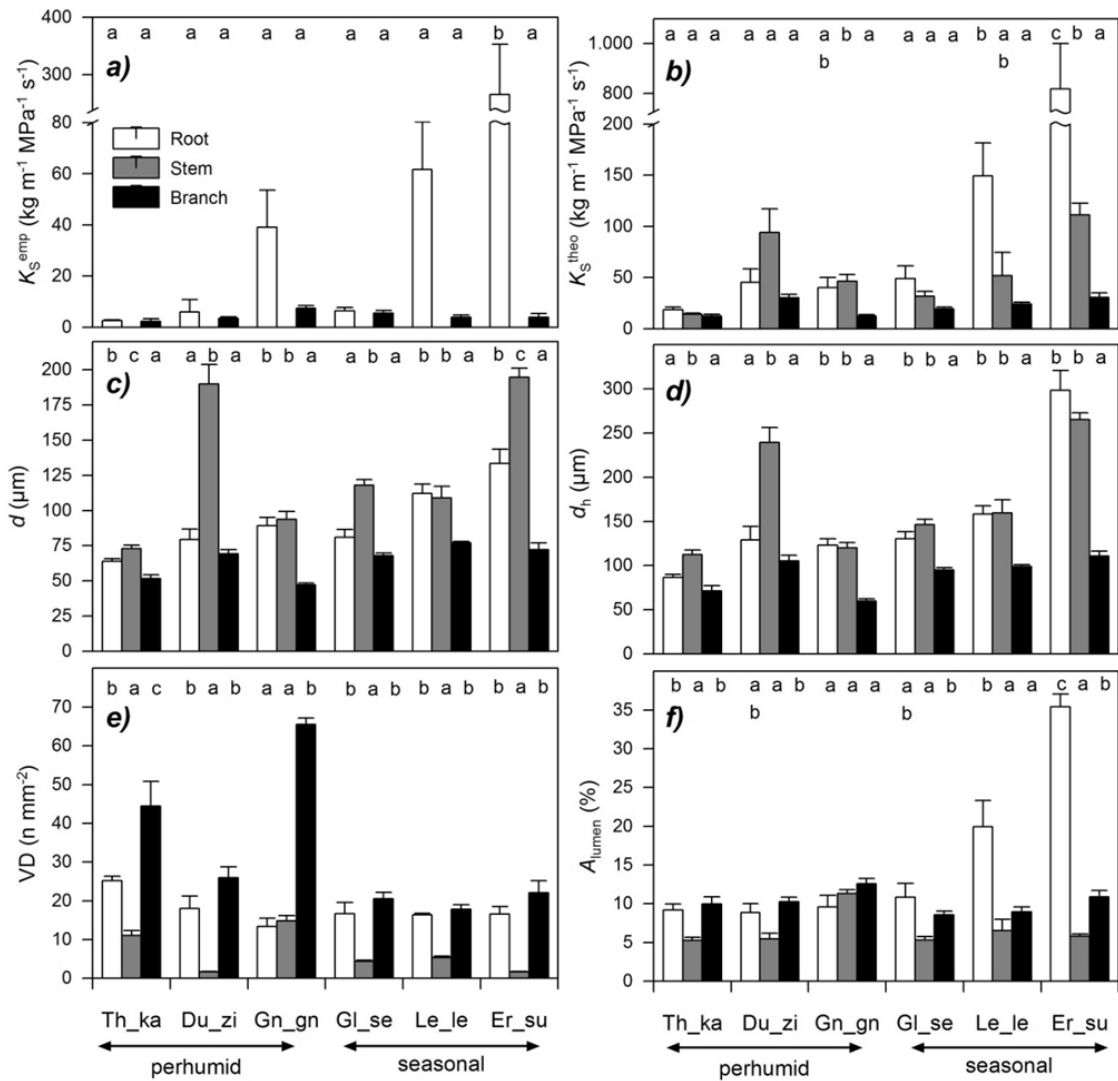 400
300
80
60
40
20
0
K_S^emp (kg m⁻¹ MPa⁻¹ s⁻¹)
a a a a a a a a a a b a
a)
Root
Stem
Branch
1.000
800
200
150
100
50
0
K_S^theo (kg m⁻¹ MPa⁻¹ s⁻¹)
a a a a b a a b a a a a b a a c b a
b b
b)
200
175
150
125
100
75
50
25
0
d (µm)
b c a a b a b b a a b a b b a b c a
c)
300
250
200
150
100
50
0
d_h (µm)
a b a a b a b b a b b a b b a b b a
d)
70
60
50
40
30
20
10
0
VD (n mm⁻²)
b a c b a b a a b b a b b a b b a b
e)
35
30
25
20
15
10
5
0
A_lumen (%)
b a b a a b a a a a a b b a a c a b
b b
f)
Th_ka Du_zi Gn_gn Gl_se Le_le Er_su
perhumid seasonal
Th_ka Du_zi Gn_gn Gl_se Le_le Er_su
perhumid seasonal